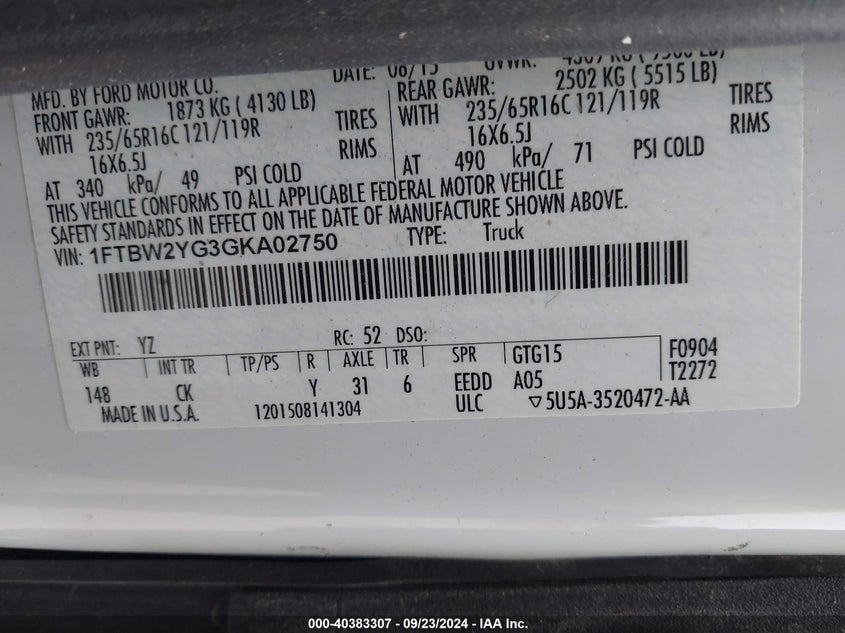 MFD. BY FORD MOTOR CO.
DATE: 08/15
GVWR: 4309 KG
FRONT GAWR: 1873 KG ( 4130 LB)
REAR GAWR: 2502 KG ( 5515 LB)
WITH 235/65R16C 121/119R TIRES
WITH 235/65R16C 121/119R TIRES
16X6.5J RIMS
16X6.5J RIMS
AT 340 kPa/ 49 PSI COLD
AT 490 kPa/ 71 PSI COLD
THIS VEHICLE CONFORMS TO ALL APPLICABLE FEDERAL MOTOR VEHICLE
SAFETY STANDARDS IN EFFECT ON THE DATE OF MANUFACTURE SHOWN ABOVE.
VIN: 1FTBW2YG3GKA02750 TYPE: Truck
EXT PNT: YZ RC: 52 DSO:
WB INT TR TP/PS R AXLE TR SPR GTG15 F0904
148 CK Y 31 6 EEDD A05 T2272
MADE IN U.S.A. 1201508141304 ULC ▽5U5A-3520472-AA
000-40383307 - 09/23/2024 - IAA Inc.